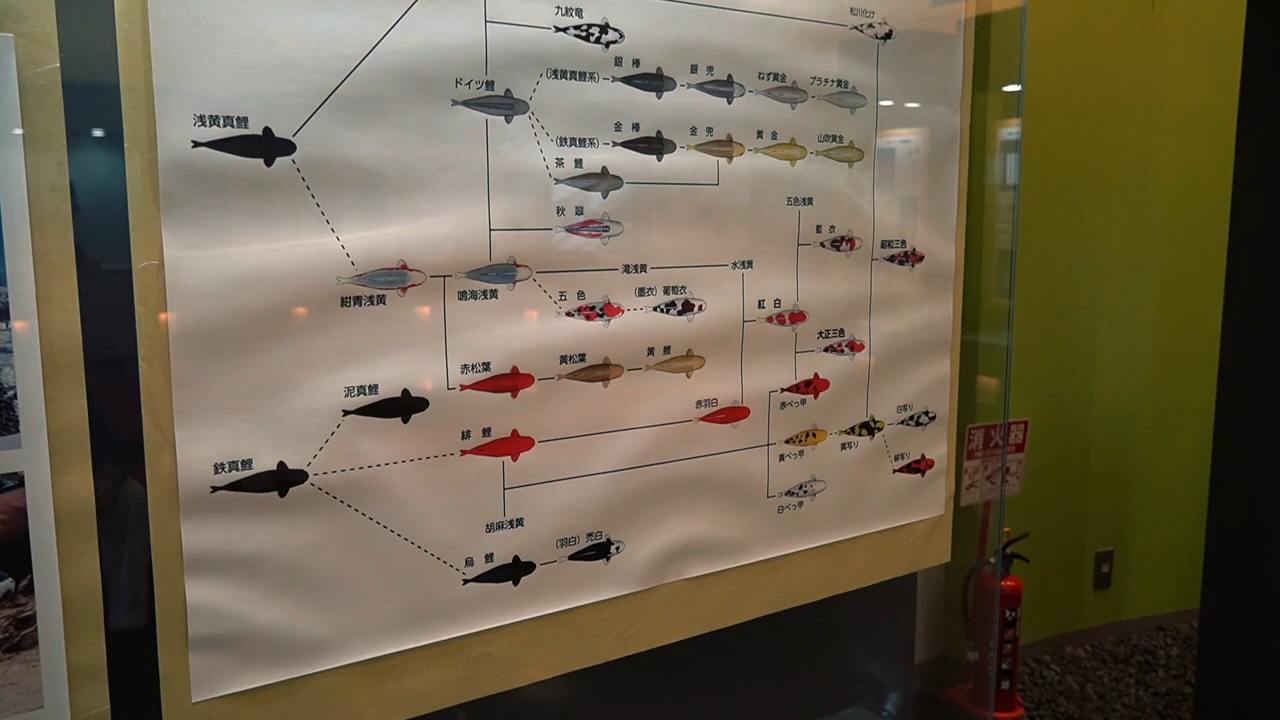 九紋竜
松川化け
ドイツ鯉
(浅黄真鯉系)
銀棒
銀兜
ねず黄金
プラチナ黄金
浅黄真鯉
(鉄真鯉系)
金棒
金兜
黄金
山吹黄金
茶鯉
秋翠
五色浅黄
藍衣
昭和三色
紺青浅黄
鳴海浅黄
滝浅黄
水浅黄
五色
(墨衣)葡萄衣
紅白
大正三色
赤松葉
黄松葉
黄鯉
泥真鯉
赤羽白
赤べっ甲
緋鯉
黄べっ甲
黄写り
白写り
緋写り
鉄真鯉
白べっ甲
胡麻浅黄
烏鯉
(羽白)禿白
消火器